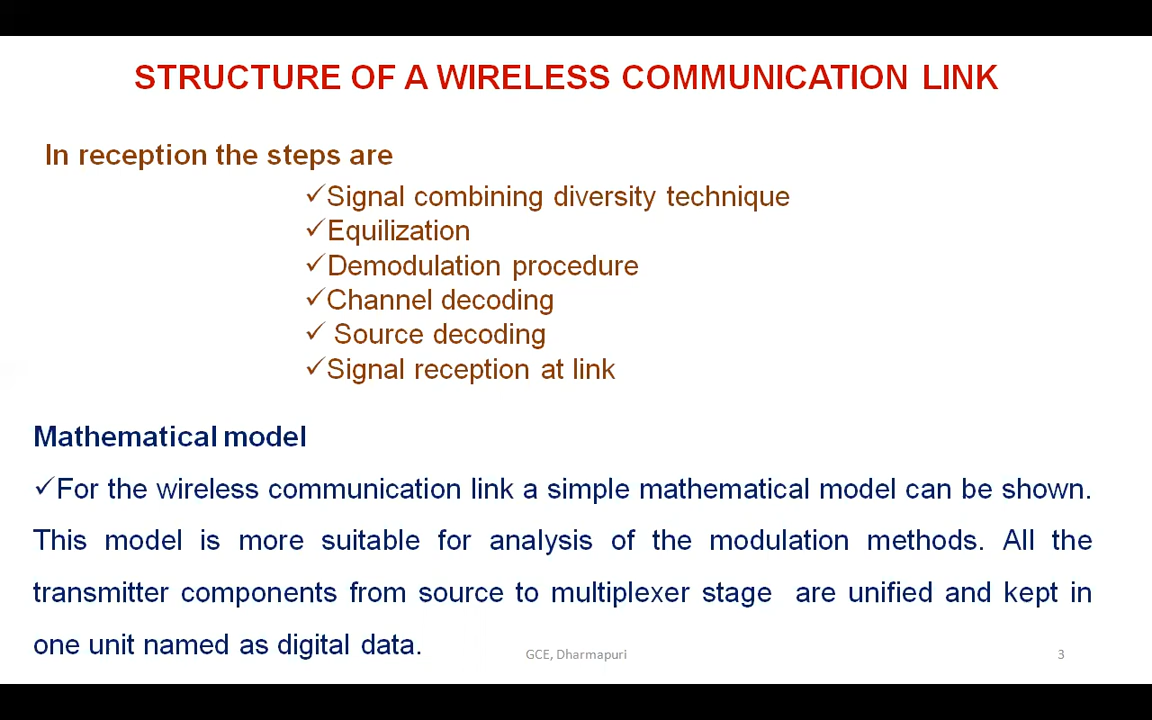 STRUCTURE OF A WIRELESS COMMUNICATION LINK
In reception the steps are
✓Signal combining diversity technique
✓Equilization
✓Demodulation procedure
✓Channel decoding
✓ Source decoding
✓Signal reception at link
Mathematical model
✓For the wireless communication link a simple mathematical model can be shown.
This model is more suitable for analysis of the modulation methods. All the
transmitter components from source to multiplexer stage are unified and kept in
one unit named as digital data.
GCE, Dharmapuri
3